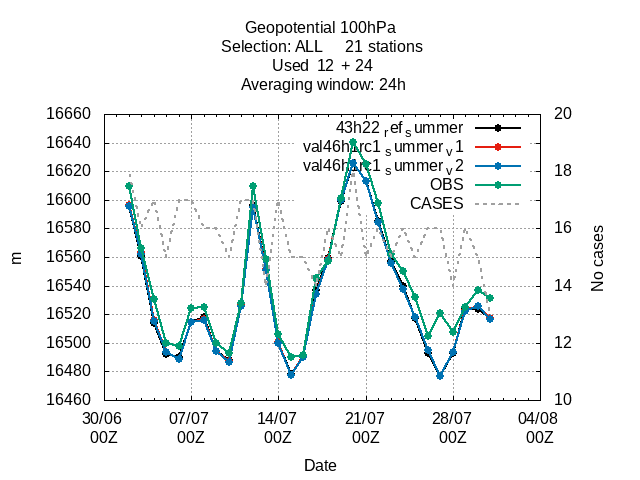 Geopotential 100hPa
Selection: ALL 21 stations
Used 12 + 24
Averaging window: 24h
16660
16640
16620
16600
16580
16560
16540
16520
16500
16480
16460
20
18
16
14
12
10
m
No cases
43h22 refsummer
val46h1rc1 summerv1
val46h1rc1 summerv2
OBS
CASES
30/06 07/07 14/07 21/07 28/07 04/08
00Z 00Z 00Z 00Z 00Z 00Z
Date